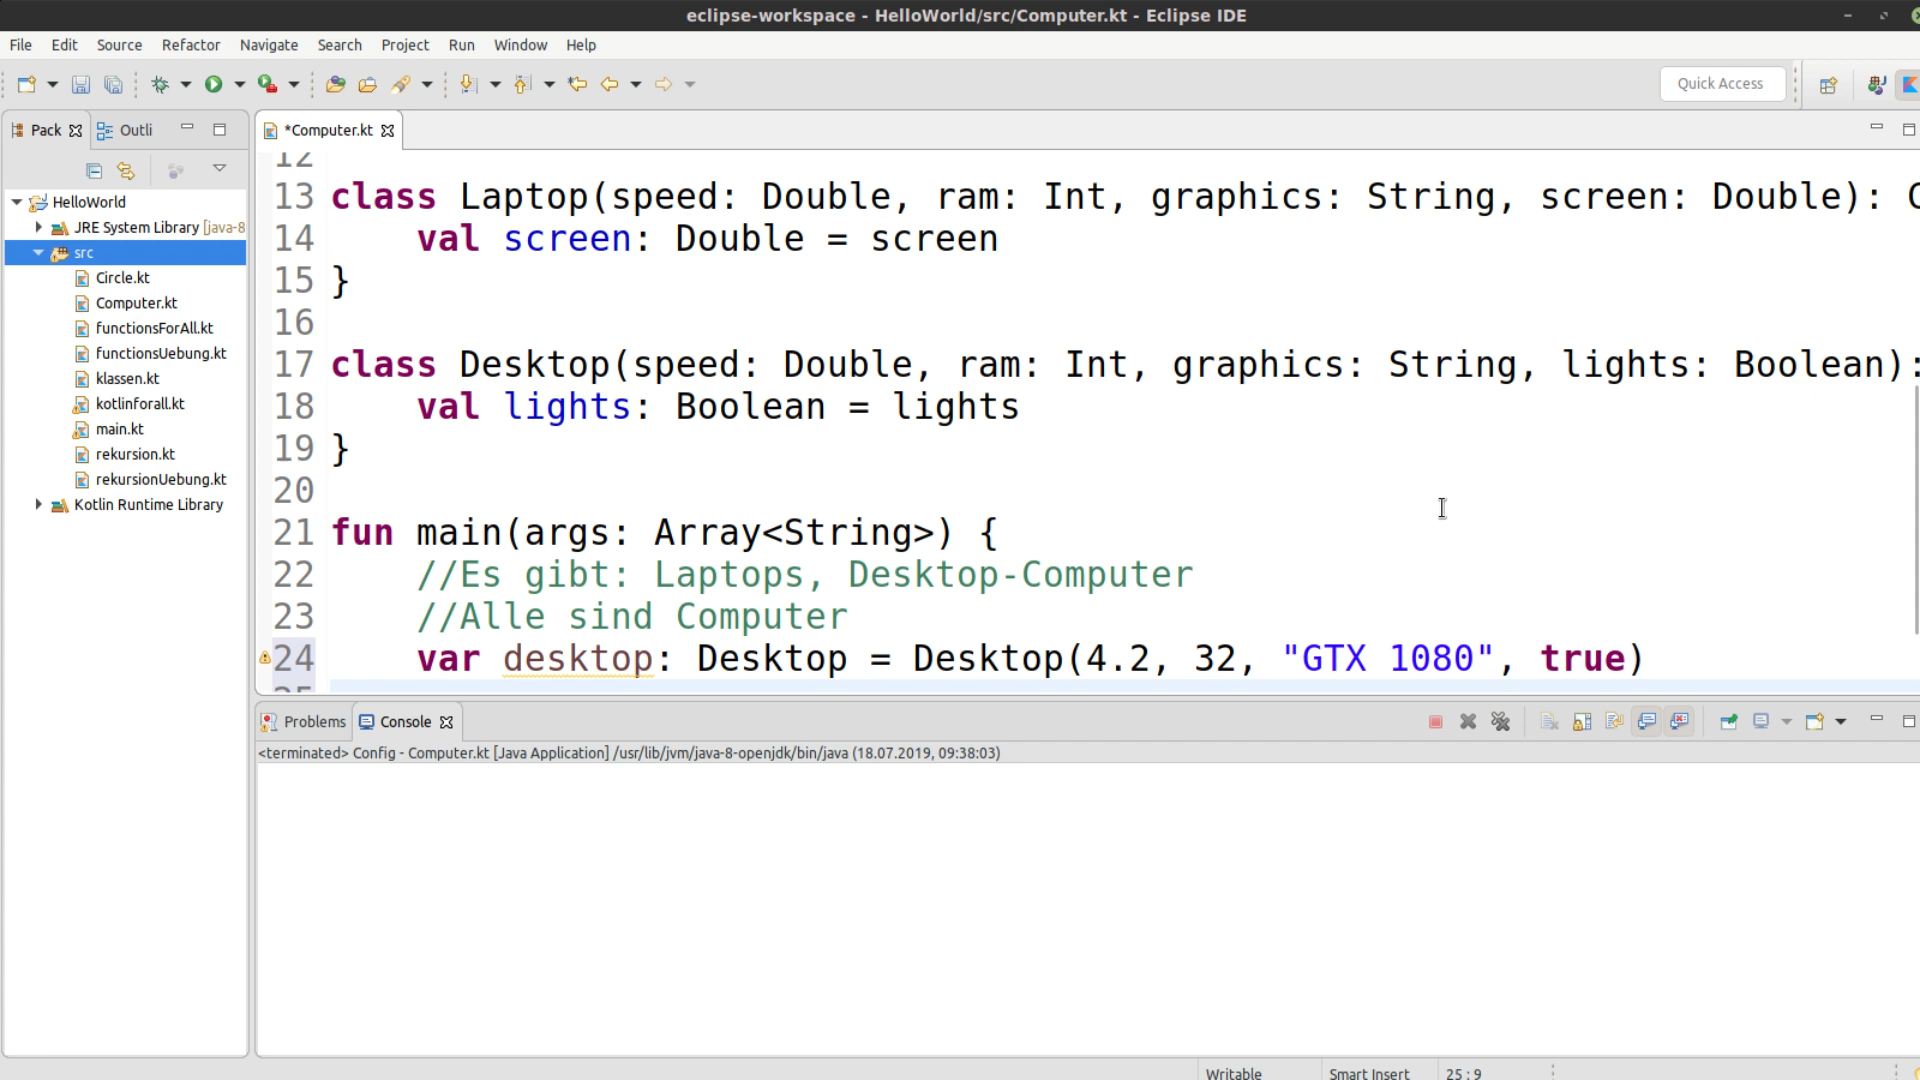 eclipse-workspace - HelloWorld/src/Computer.kt - Eclipse IDE
File Edit Source Refactor Navigate Search Project Run Window Help
Quick Access
Pack Outli
*Computer.kt
HelloWorld
JRE System Library [java-8
src
Circle.kt
Computer.kt
functionsForAll.kt
functionsUebung.kt
klassen.kt
kotlinforall.kt
main.kt
rekursion.kt
rekursionUebung.kt
Kotlin Runtime Library
12
13 class Laptop(speed: Double, ram: Int, graphics: String, screen: Double): C
14 val screen: Double = screen
15 }
16
17 class Desktop(speed: Double, ram: Int, graphics: String, lights: Boolean):
18 val lights: Boolean = lights
19 }
20
21 fun main(args: Array<String>) {
22 //Es gibt: Laptops, Desktop-Computer
23 //Alle sind Computer
24 var desktop: Desktop = Desktop(4.2, 32, "GTX 1080", true)
25
Problems Console
<terminated> Config - Computer.kt [Java Application] /usr/lib/jvm/java-8-openjdk/bin/java (18.07.2019, 09:38:03)
Writable Smart Insert 25 : 9